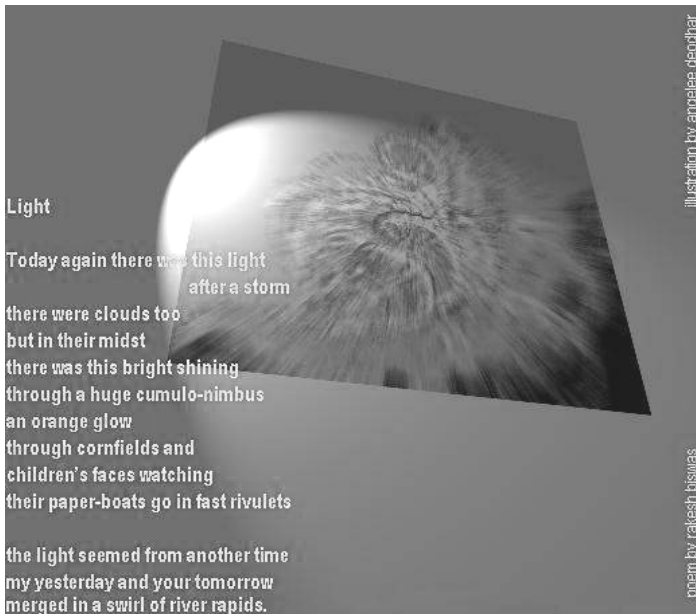 Light
Today again there was this light
after a storm
there were clouds too
but in their midst
there was this bright shining
through a huge cumulo-nimbus
an orange glow
through cornfields and
children's faces watching
their paper-boats go in fast rivulets
the light seemed from another time
my yesterday and your tomorrow
merged in a swirl of river rapids.
illustration by angelee deodhar
poem by rakesh biswas